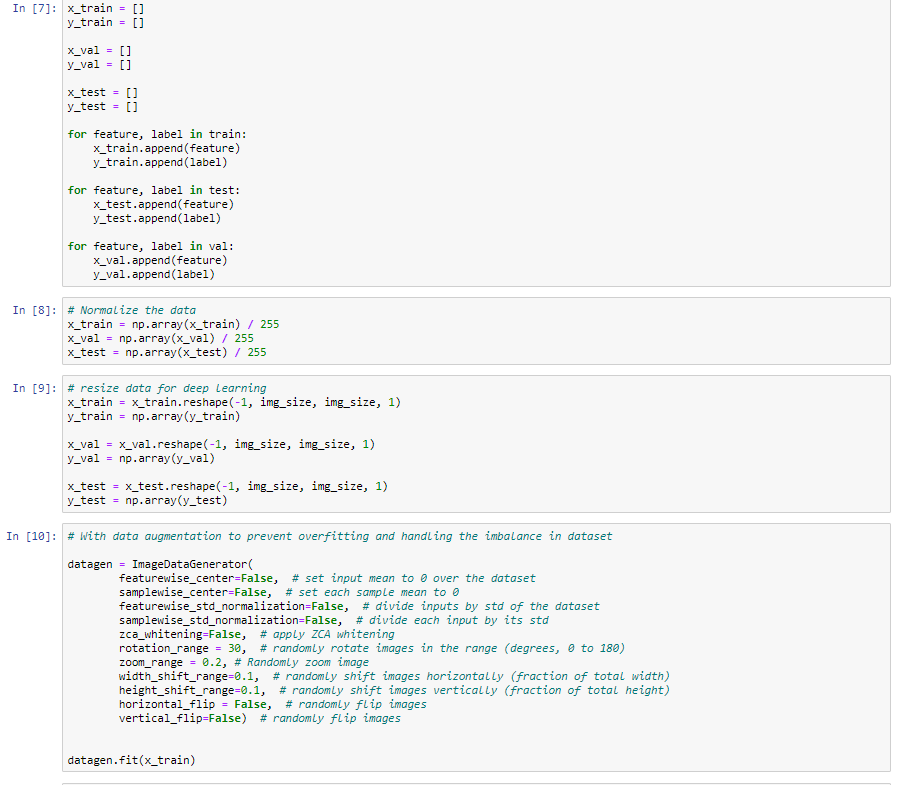 In [7]: x_train = []
y_train = []
x_val = []
y_val = []
x_test = []
y_test = []
for feature, label in train:
x_train.append(feature)
y_train.append(label)
for feature, label in test:
x_test.append(feature)
y_test.append(label)
for feature, label in val:
x_val.append(feature)
y_val.append(label)
In [8]: # Normalize the data
x_train = np.array(x_train) / 255
x_val = np.array(x_val) / 255
x_test = np.array(x_test) / 255
In [9]: # resize data for deep learning
x_train = x_train.reshape(-1, img_size, img_size, 1)
y_train = np.array(y_train)
x_val = x_val.reshape(-1, img_size, img_size, 1)
y_val = np.array(y_val)
x_test = x_test.reshape(-1, img_size, img_size, 1)
y_test = np.array(y_test)
In [10]: # With data augmentation to prevent overfitting and handling the imbalance in dataset
datagen = ImageDataGenerator(
featurewise_center=False,  # set input mean to 0 over the dataset
samplewise_center=False,  # set each sample mean to 0
featurewise_std_normalization=False,  # divide inputs by std of the dataset
samplewise_std_normalization=False,  # divide each input by its std
zca_whitening=False,  # apply ZCA whitening
rotation_range = 30,  # randomly rotate images in the range (degrees, 0 to 180)
zoom_range = 0.2, # Randomly zoom image
width_shift_range=0.1,  # randomly shift images horizontally (fraction of total width)
height_shift_range=0.1,  # randomly shift images vertically (fraction of total height)
horizontal_flip = False,  # randomly flip images
vertical_flip=False)  # randomly flip images
datagen.fit(x_train)